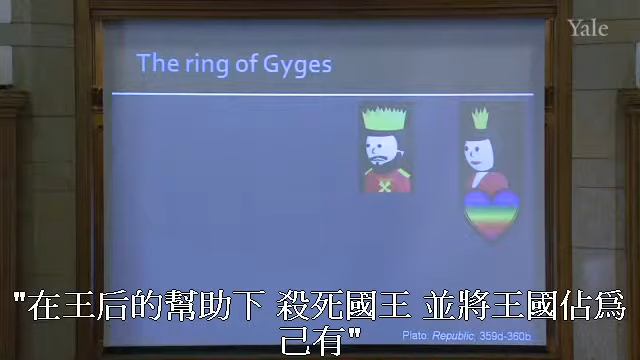 Yale
The ring of Gyges
"在王后的幫助下 殺死國王 並將王國佔爲
己有"
Plato: Republic, 359d-360b